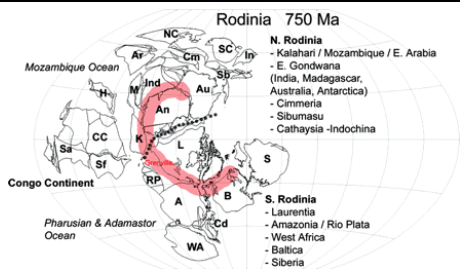 Rodinia 750 Ma
NC
SC
In
Ar
Cm
Sb
Mozambique Ocean
Ind
M
Au
H
An
CC
K
L
Sa
Sf
Grenville
S
Congo Continent
RP
A
B
Pharusian & Adamastor
Ocean
Cd
WA
N. Rodinia
- Kalahari / Mozambique / E. Arabia
- E. Gondwana
(India, Madagascar,
Australia, Antarctica)
- Cimmeria
- Sibumasu
- Cathaysia -Indochina
S. Rodinia
- Laurentia
- Amazonia / Rio Plata
- West Africa
- Baltica
- Siberia